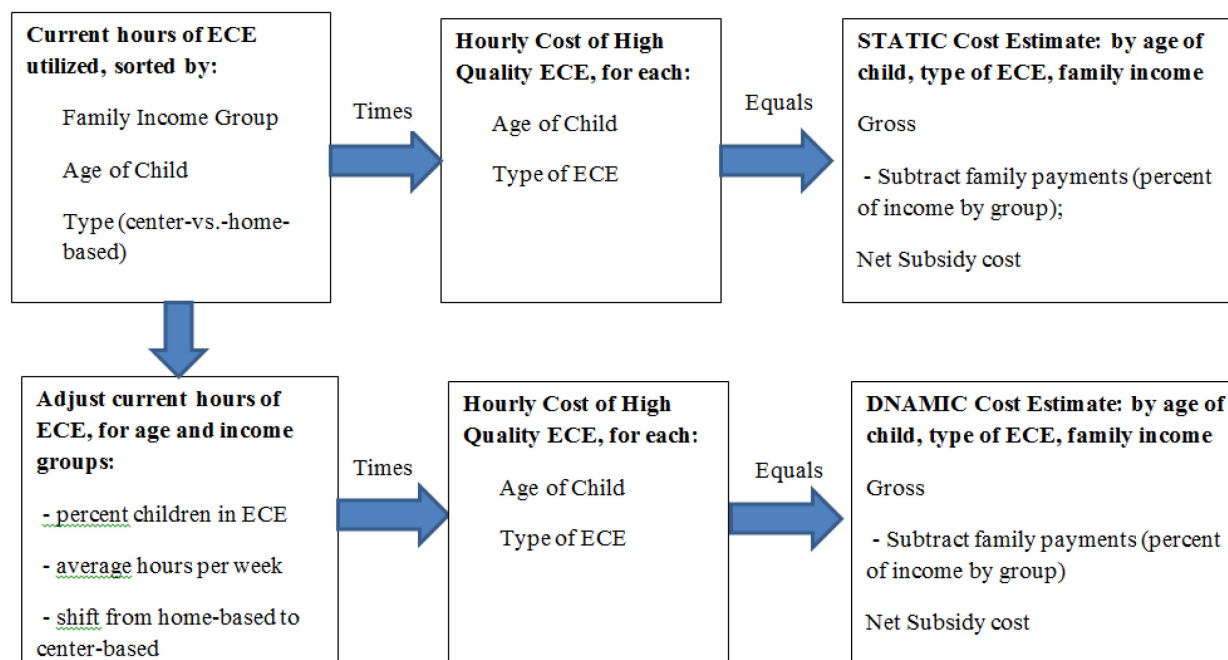 Current hours of ECE
utilized, sorted by:
Family Income Group
Age of Child
Type (center-vs.-home-
based)
Times
Hourly Cost of High
Quality ECE, for each:
Age of Child
Type of ECE
Equals
STATIC Cost Estimate: by age of
child, type of ECE, family income
Gross
- Subtract family payments (percent
of income by group);
Net Subsidy cost
Adjust current hours of
ECE, for age and income
groups:
- percent children in ECE
- average hours per week
- shift from home-based to
center-based
Times
Hourly Cost of High
Quality ECE, for each:
Age of Child
Type of ECE
Equals
DNAMIC Cost Estimate: by age of
child, type of ECE, family income
Gross
- Subtract family payments (percent
of income by group)
Net Subsidy cost